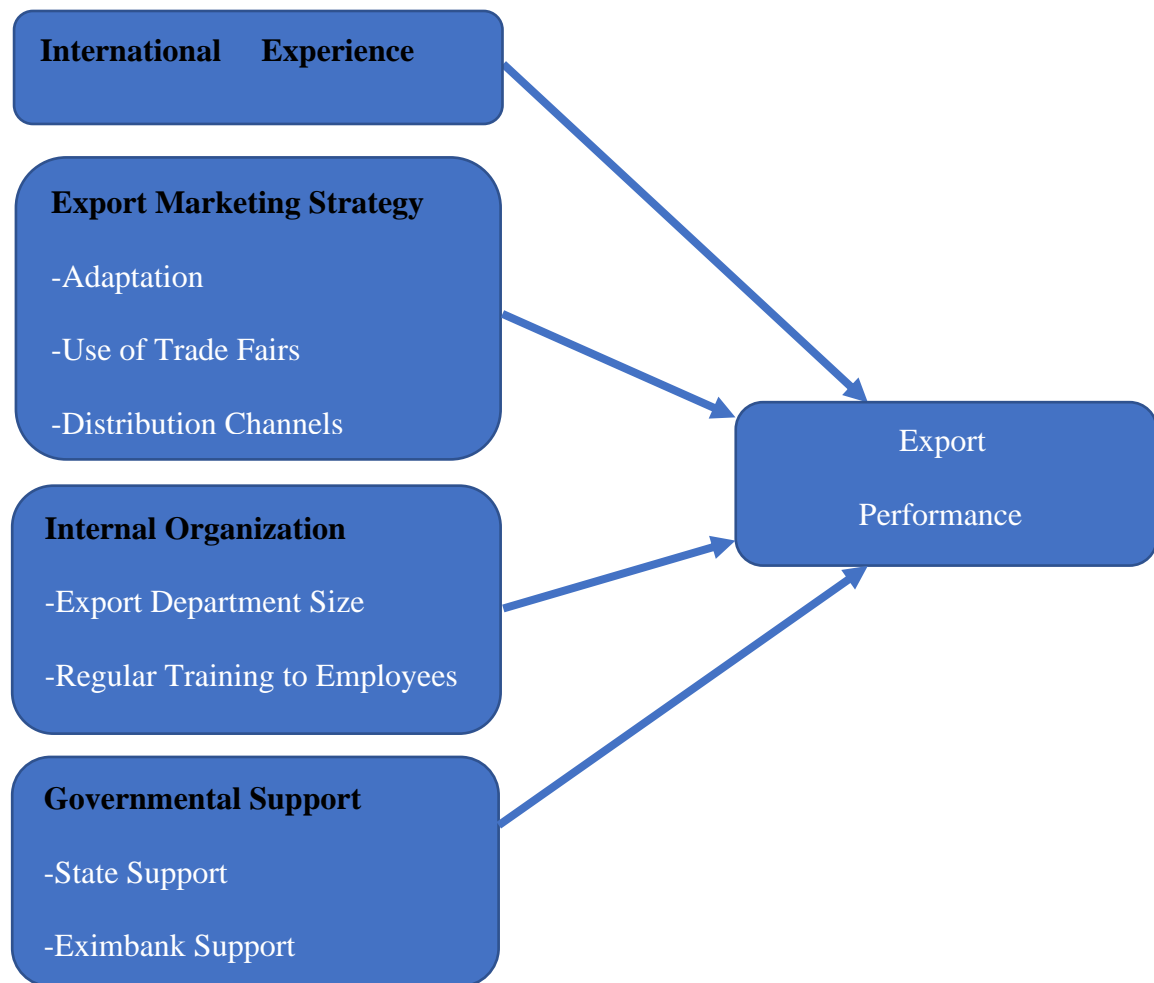 International Experience
Export Marketing Strategy
-Adaptation
-Use of Trade Fairs
-Distribution Channels
Internal Organization
-Export Department Size
-Regular Training to Employees
Governmental Support
-State Support
-Eximbank Support
Export
Performance